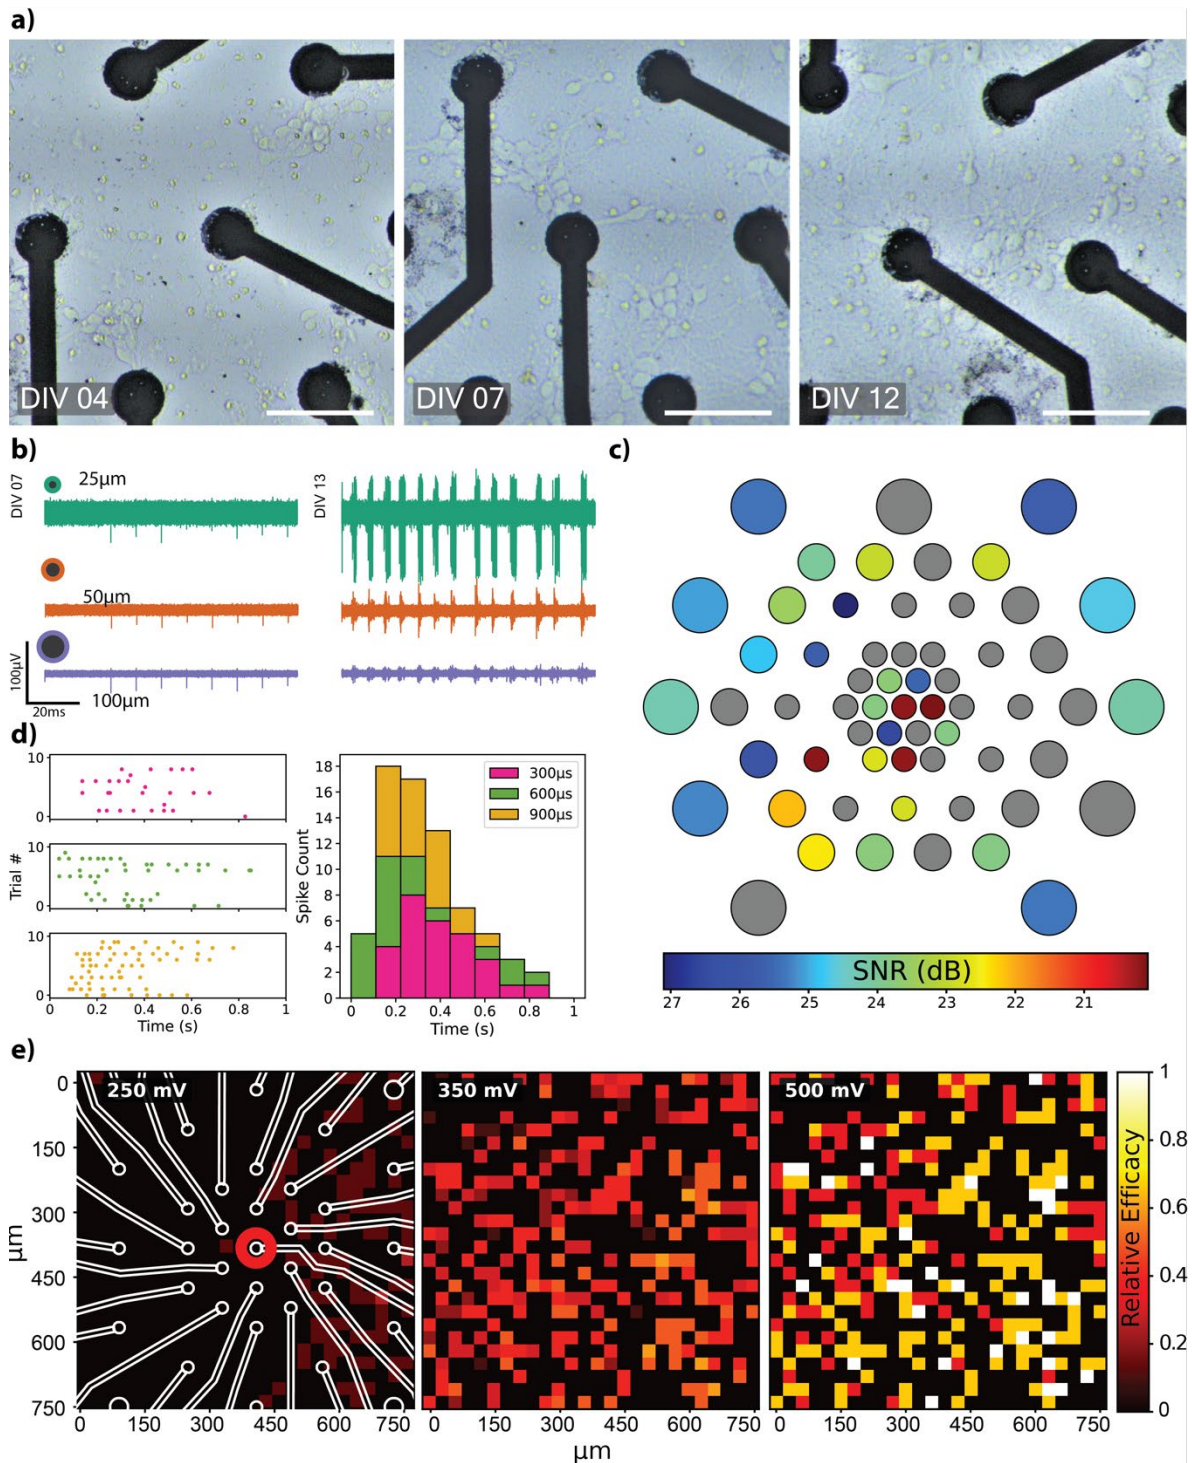 a)
DIV 04
DIV 07
DIV 12
b)
DIV 07
25µm
50µm
100µm
100µV
20ms
DIV 13
c)
SNR (dB)
27 26 25 24 23 22 21
d)
10
0
10
0
10
0
Trial #
0 0.2 0.4 0.6 0.8 1
Time (s)
Spike Count
18
16
14
12
10
8
6
4
2
0
300µs
600µs
900µs
0 0.2 0.4 0.6 0.8 1
Time (s)
e)
250 mV
350 mV
500 mV
0
150
300
450
600
750
µm
0 150 300 450 600 750
0 150 300 450 600 750
0 150 300 450 600 750
µm
1
0.8
0.6
0.4
0.2
0
Relative Efficacy